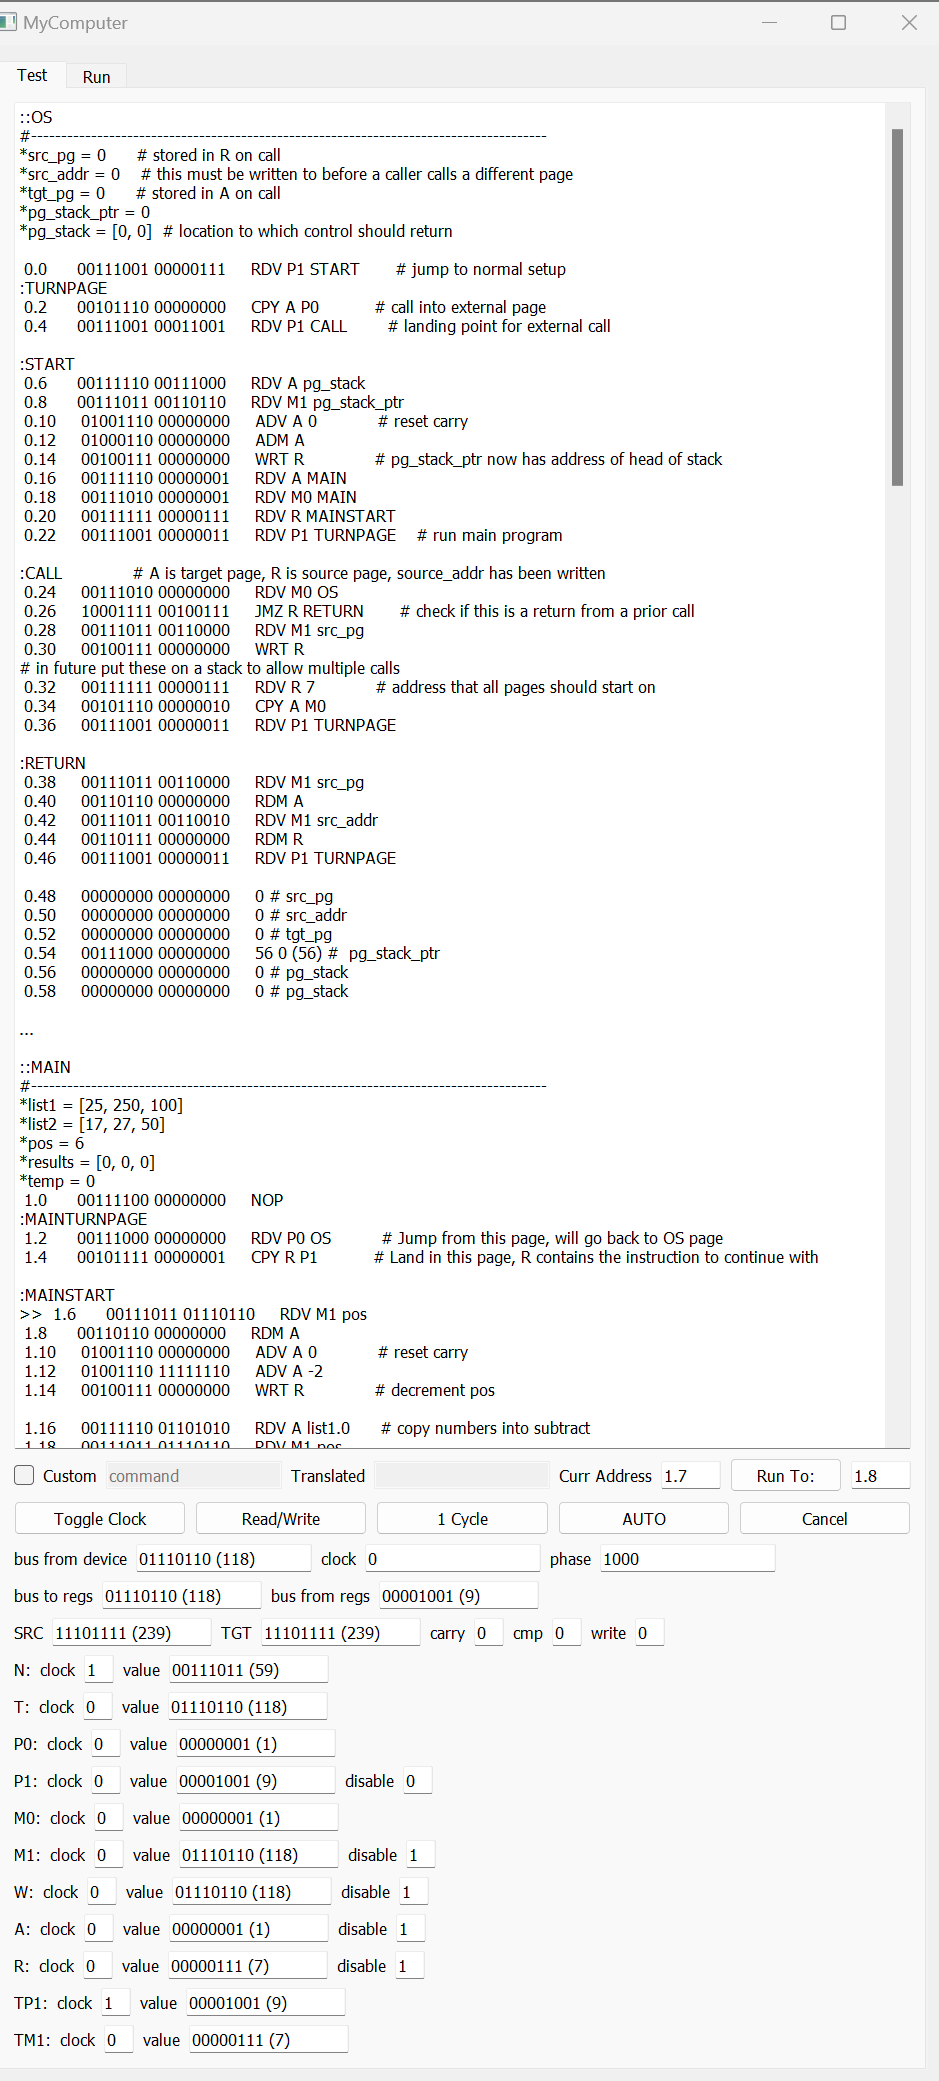 MyComputer
Test Run
::OS
#---------------------------------------------------------------------------------------
*src_pg = 0 # stored in R on call
*src_addr = 0 # this must be written to before a caller calls a different page
*tgt_pg = 0 # stored in A on call
*pg_stack_ptr = 0
*pg_stack = [0, 0] # location to which control should return
0.0 00111001 00000111 RDV P1 START # jump to normal setup
:TURNPAGE
0.2 00101110 00000000 CPY A P0 # call into external page
0.4 00111001 00011001 RDV P1 CALL # landing point for external call
:START
0.6 00111110 00111000 RDV A pg_stack
0.8 00111011 00110110 RDV M1 pg_stack_ptr
0.10 01001110 00000000 ADV A 0 # reset carry
0.12 01000110 00000000 ADM A
0.14 00100111 00000000 WRT R # pg_stack_ptr now has address of head of stack
0.16 00111110 00000001 RDV A MAIN
0.18 00111010 00000001 RDV M0 MAIN
0.20 00111111 00000111 RDV R MAINSTART
0.22 00111001 00000011 RDV P1 TURNPAGE # run main program
:CALL # A is target page, R is source page, source_addr has been written
0.24 00111010 00000000 RDV M0 OS
0.26 10001111 00100111 JMZ R RETURN # check if this is a return from a prior call
0.28 00111011 00110000 RDV M1 src_pg
0.30 00100111 00000000 WRT R
# in future put these on a stack to allow multiple calls
0.32 00111111 00000111 RDV R 7 # address that all pages should start on
0.34 00101110 00000010 CPY A M0
0.36 00111001 00000011 RDV P1 TURNPAGE
:RETURN
0.38 00111011 00110000 RDV M1 src_pg
0.40 00110110 00000000 RDM A
0.42 00111011 00110010 RDV M1 src_addr
0.44 00110111 00000000 RDM R
0.46 00111001 00000011 RDV P1 TURNPAGE
0.48 00000000 00000000 0 # src_pg
0.50 00000000 00000000 0 # src_addr
0.52 00000000 00000000 0 # tgt_pg
0.54 00111000 00000000 56 0 (56) # pg_stack_ptr
0.56 00000000 00000000 0 # pg_stack
0.58 00000000 00000000 0 # pg_stack
...
::MAIN
#---------------------------------------------------------------------------------------
*list1 = [25, 250, 100]
*list2 = [17, 27, 50]
*pos = 6
*results = [0, 0, 0]
*temp = 0
1.0 00111100 00000000 NOP
:MAINTURNPAGE
1.2 00111000 00000000 RDV P0 OS # Jump from this page, will go back to OS page
1.4 00101111 00000001 CPY R P1 # Land in this page, R contains the instruction to continue with
:MAINSTART
>> 1.6 00111011 01110110 RDV M1 pos
1.8 00110110 00000000 RDM A
1.10 01001110 00000000 ADV A 0 # reset carry
1.12 01001110 11111110 ADV A -2
1.14 00100111 00000000 WRT R # decrement pos
1.16 00111110 01101010 RDV A list1.0 # copy numbers into subtract
1.18 00111011 01110110 RDV M1 pos
Custom command Translated Curr Address 1.7 Run To: 1.8
Toggle Clock Read/Write 1 Cycle AUTO Cancel
bus from device 01110110 (118) clock 0 phase 1000
bus to regs 01110110 (118) bus from regs 00001001 (9)
SRC 11101111 (239) TGT 11101111 (239) carry 0 cmp 0 write 0
N: clock 1 value 00111011 (59)
T: clock 0 value 01110110 (118)
P0: clock 0 value 00000001 (1)
P1: clock 0 value 00001001 (9) disable 0
M0: clock 0 value 00000001 (1)
M1: clock 0 value 01110110 (118) disable 1
W: clock 0 value 01110110 (118) disable 1
A: clock 0 value 00000001 (1) disable 1
R: clock 0 value 00000111 (7) disable 1
TP1: clock 1 value 00001001 (9)
TM1: clock 0 value 00000111 (7)